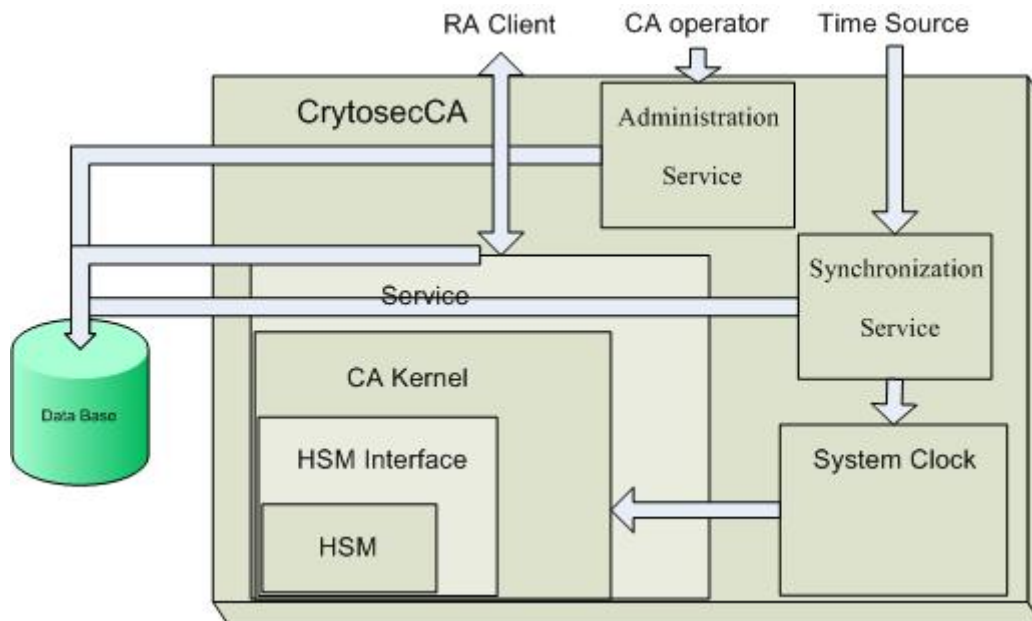 RA Client
CA operator
Time Source
CrytosecCA
Administration
Service
Synchronization
Service
Service
CA Kernel
Data Base
HSM Interface
System Clock
HSM